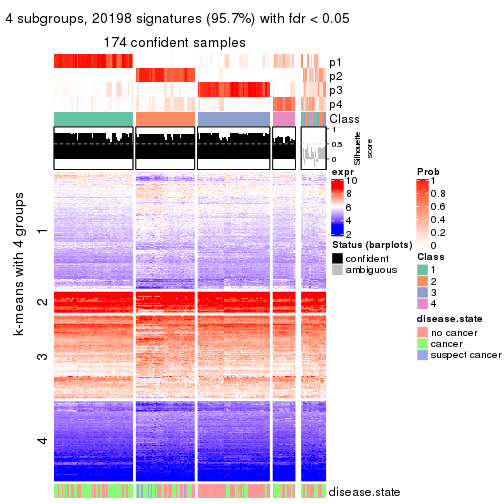 4 subgroups, 20198 signatures (95.7%) with fdr < 0.05
174 confident samples
p1
p2
p3
p4
Class
1
0.5
0
Silhouette
score
k-means with 4 groups
1
2
3
4
disease.state
expr
10
8
6
4
2
Status (barplots)
confident
ambiguous
Prob
1
0.8
0.6
0.4
0.2
0
Class
1
2
3
4
disease.state
no cancer
cancer
suspect cancer